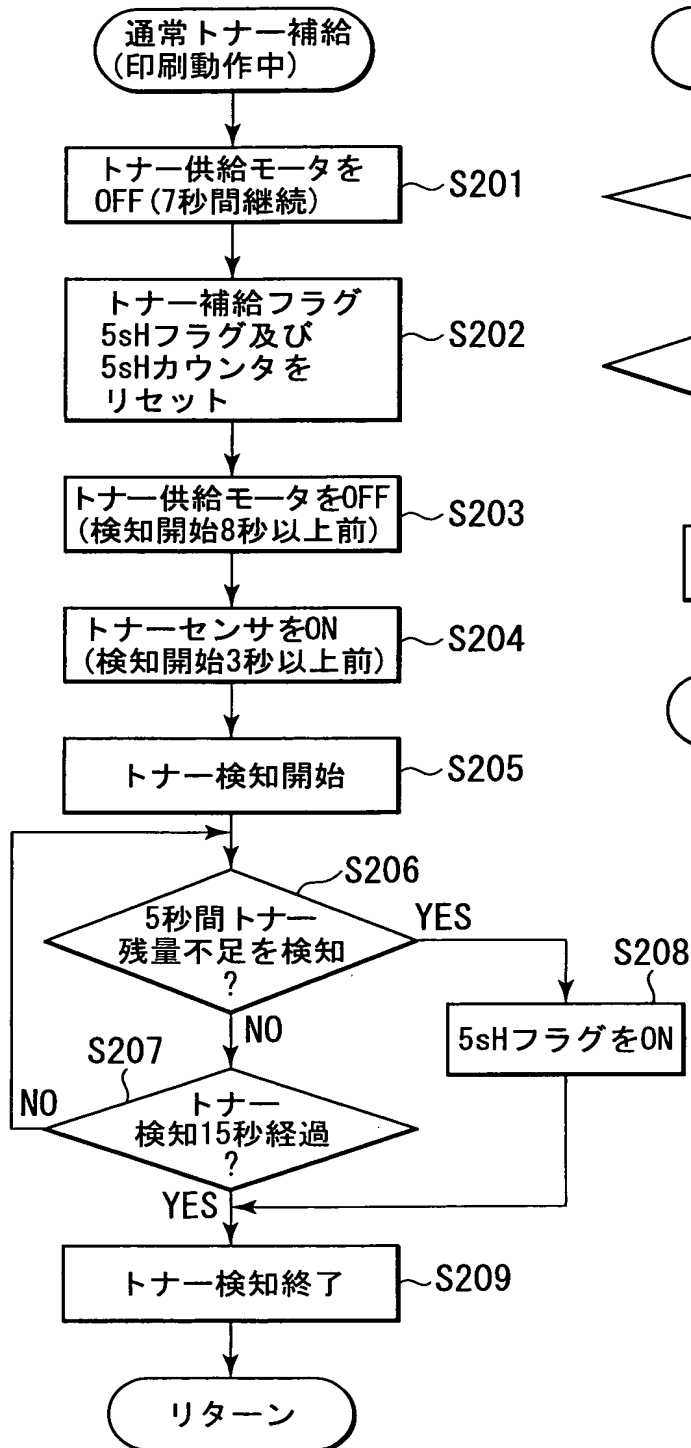 通常トナー補給
(印刷動作中)
トナー供給モータを
OFF(7秒間継続)
S201
トナー補給フラグ
5sHフラグ及び
5sHカウンタを
リセット
S202
トナー供給モータをOFF
(検知開始8秒以上前)
S203
トナーセンサをON
(検知開始3秒以上前)
S204
トナー検知開始
S205
S206
5秒間トナー
残量不足を検知
?
YES
NO
S208
5sHフラグをON
S207
トナー
検知15秒経過
?
NO
YES
トナー検知終了
S209
リターン